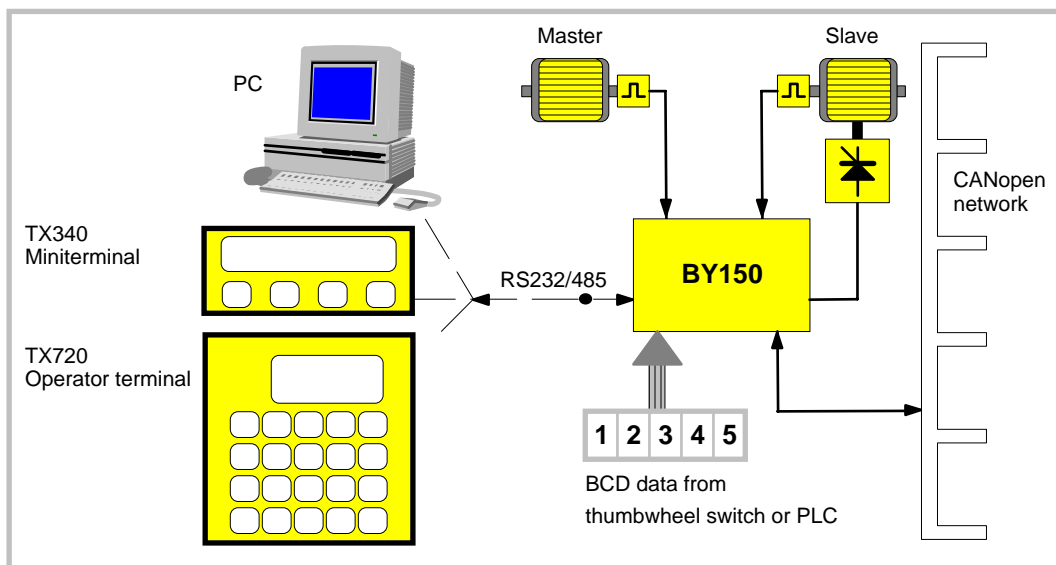 Master
Slave
PC
CANopen
network
TX340
Miniterminal
RS232/485
BY150
TX720
Operator terminal
1 2 3 4 5
BCD data from
thumbwheel switch or PLC